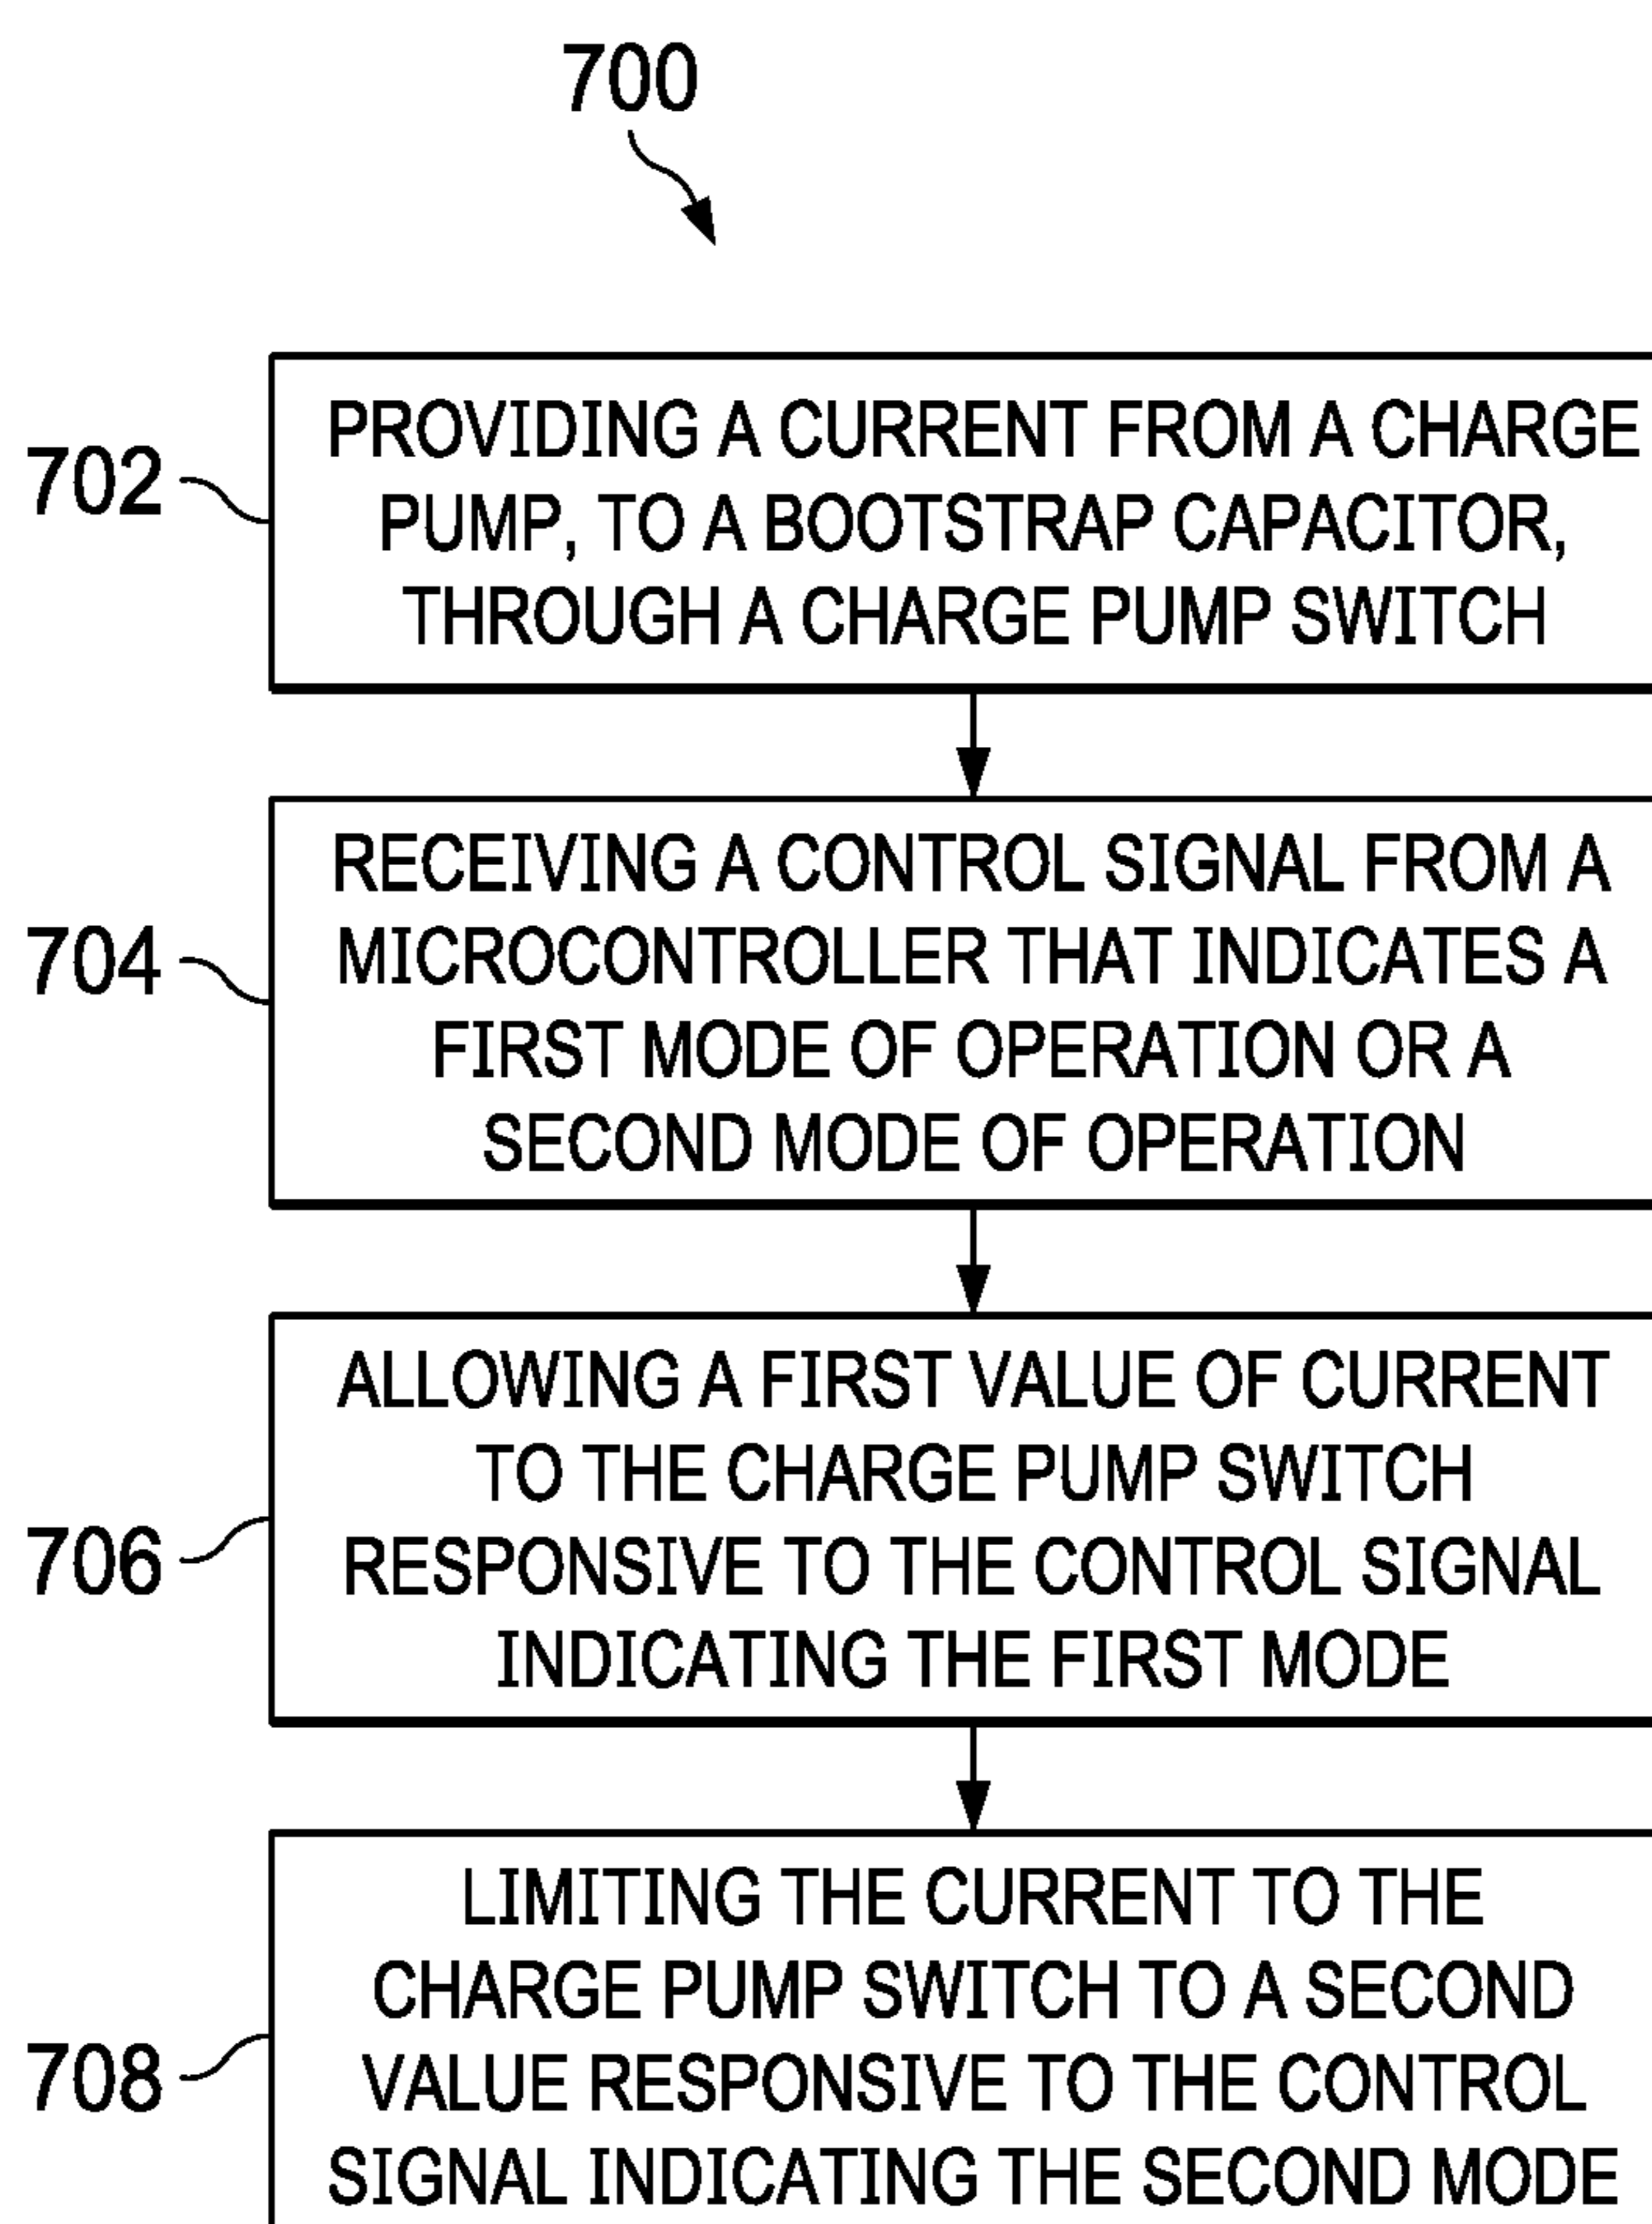 700
702
PROVIDING A CURRENT FROM A CHARGE
PUMP, TO A BOOTSTRAP CAPACITOR,
THROUGH A CHARGE PUMP SWITCH
704
RECEIVING A CONTROL SIGNAL FROM A
MICROCONTROLLER THAT INDICATES A
FIRST MODE OF OPERATION OR A
SECOND MODE OF OPERATION
706
ALLOWING A FIRST VALUE OF CURRENT
TO THE CHARGE PUMP SWITCH
RESPONSIVE TO THE CONTROL SIGNAL
INDICATING THE FIRST MODE
708
LIMITING THE CURRENT TO THE
CHARGE PUMP SWITCH TO A SECOND
VALUE RESPONSIVE TO THE CONTROL
SIGNAL INDICATING THE SECOND MODE